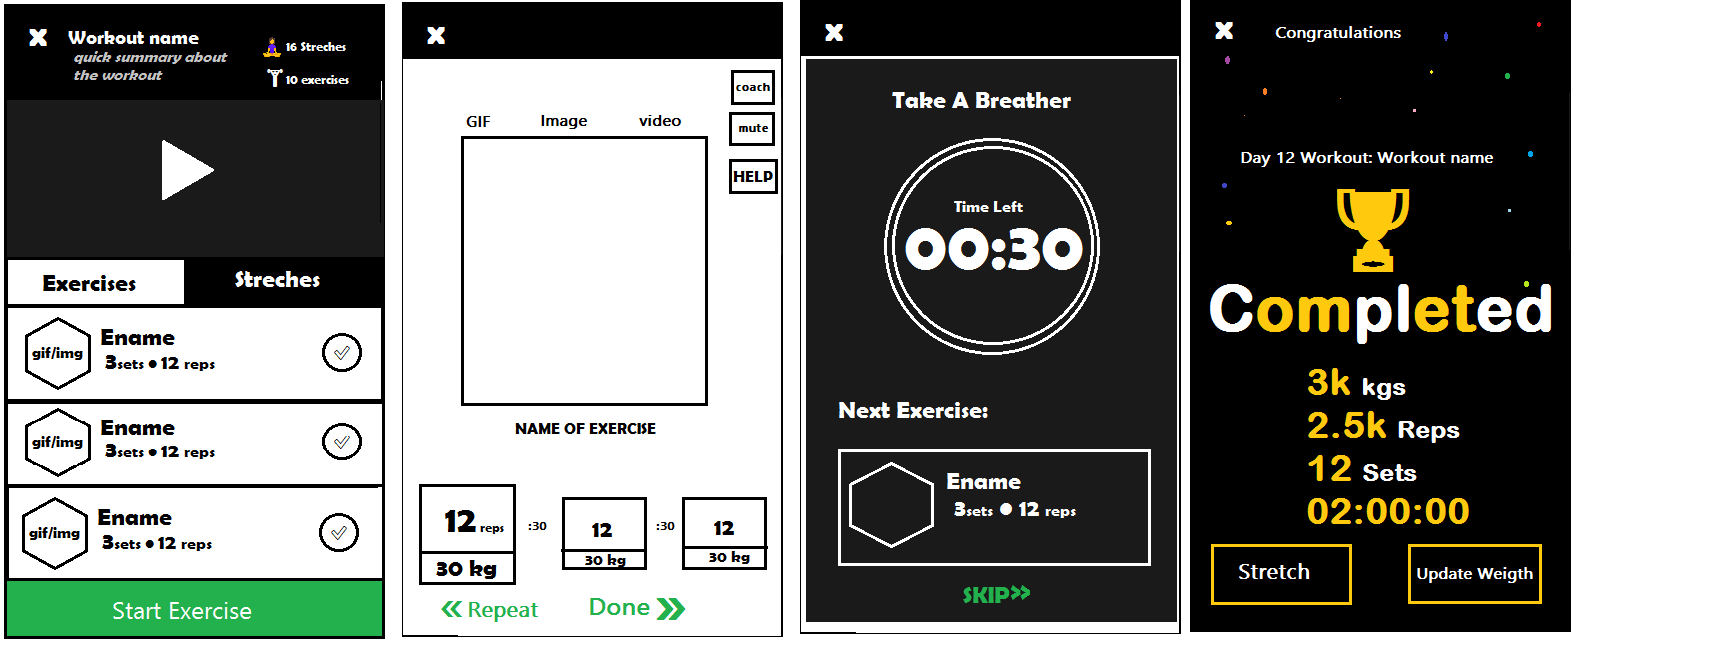 X
Workout name
quick summary about
the workout
16 Streches
10 exercises
Exercises
Streches
gif/img
Ename
3sets • 12 reps
gif/img
Ename
3sets • 12 reps
gif/img
Ename
3sets • 12 reps
Start Exercise
X
coach
mute
HELP
GIF Image video
NAME OF EXERCISE
12 reps :30 12 :30 12
30 kg 30 kg 30 kg
« Repeat Done »
X
Take A Breather
Time Left
00:30
Next Exercise:
Ename
3sets • 12 reps
SKIP»
X
Congratulations
Day 12 Workout: Workout name
Completed
3k kgs
2.5k Reps
12 Sets
02:00:00
Stretch
Update Weigth